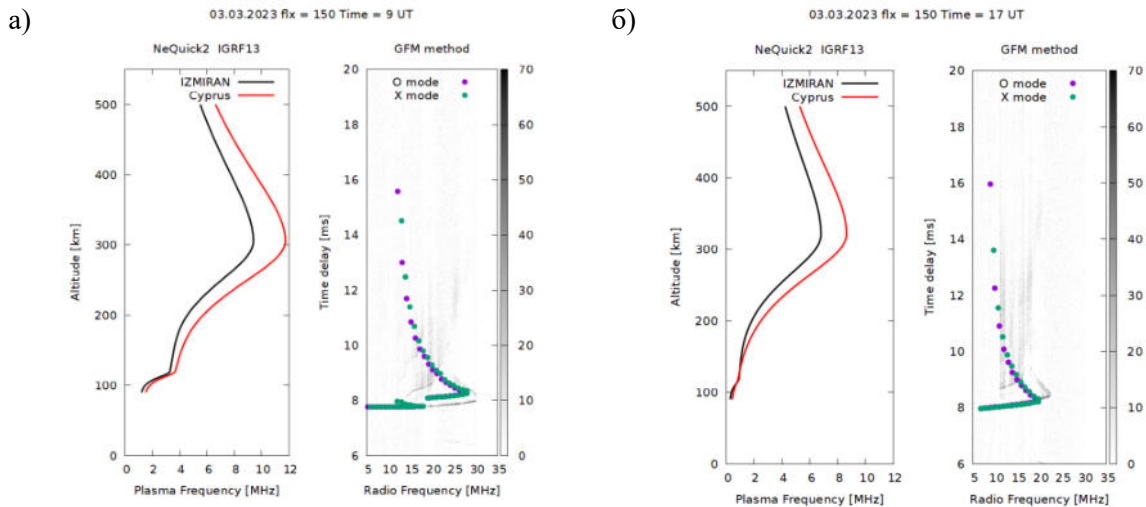 а)
03.03.2023 flx = 150 Time = 9 UT
NeQuick2 IGRF13
GFM method
IZMIRAN
Cyprus
O mode
X mode
Altitude [km]
500
400
300
200
100
0
0 2 4 6 8 10 12
Plasma Frequency [MHz]
Time delay [ms]
20
18
16
14
12
10
8
6
5 10 15 20 25 30 35
Radio Frequency [MHz]
70
60
50
40
30
20
10
0
б)
03.03.2023 flx = 150 Time = 17 UT
NeQuick2 IGRF13
GFM method
IZMIRAN
Cyprus
O mode
X mode
Altitude [km]
500
400
300
200
100
0
0 2 4 6 8 10 12
Plasma Frequency [MHz]
Time delay [ms]
20
18
16
14
12
10
8
6
5 10 15 20 25 30 35
Radio Frequency [MHz]
70
60
50
40
30
20
10
0